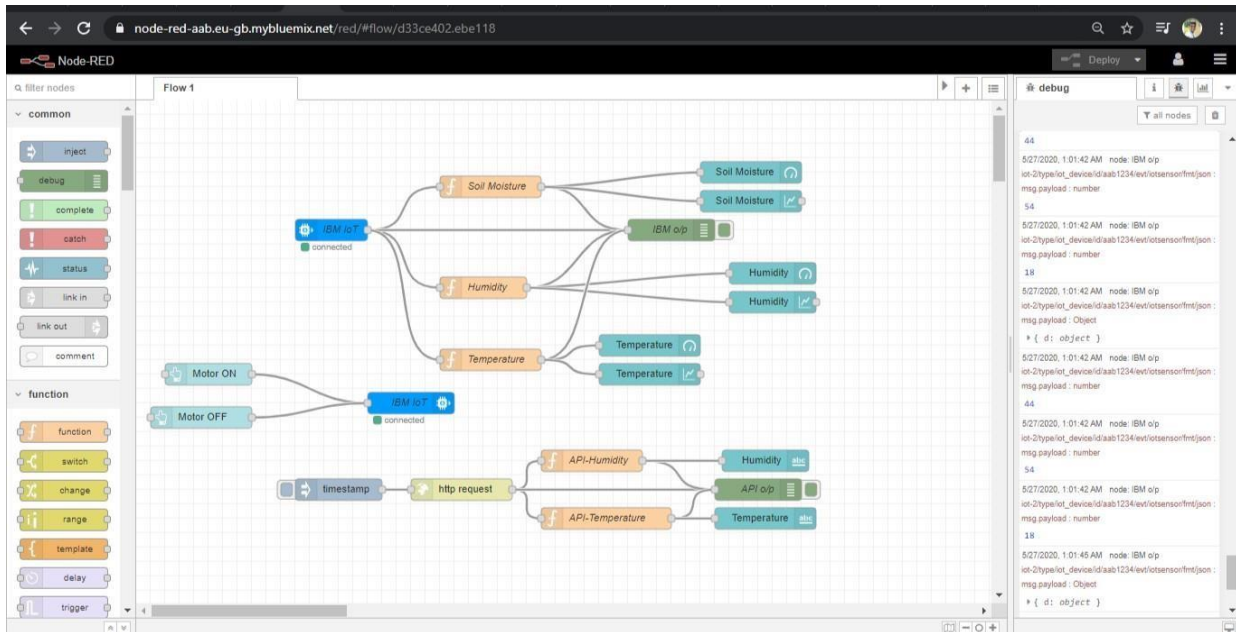 node-red-aab.eu-gb.mybluemix.net/red/#flow/d33ce402.ebe118
Node-RED
Deploy
filter nodes
Flow 1
debug
i
all nodes
common
inject
debug
complete
catch
status
link in
link out
comment
function
function
switch
change
range
template
delay
trigger
Soil Moisture
Soil Moisture
Soil Moisture
IBM IoT
connected
IBM o/p
Humidity
Humidity
Humidity
Temperature
Temperature
Temperature
Motor ON
IBM IoT
connected
Motor OFF
API-Humidity
Humidity
abc
timestamp
http request
API o/p
API-Temperature
Temperature
abc
44
5/27/2020, 1:01:42 AM node: IBM o/p
iot-2/type/iot_device/id/aab1234/evt/iotsensor/fmt/json :
msg.payload : number
54
5/27/2020, 1:01:42 AM node: IBM o/p
iot-2/type/iot_device/id/aab1234/evt/iotsensor/fmt/json :
msg.payload : number
18
5/27/2020, 1:01:42 AM node: IBM o/p
iot-2/type/iot_device/id/aab1234/evt/iotsensor/fmt/json :
msg.payload : Object
{ d: object }
5/27/2020, 1:01:42 AM node: IBM o/p
iot-2/type/iot_device/id/aab1234/evt/iotsensor/fmt/json :
msg.payload : number
44
5/27/2020, 1:01:42 AM node: IBM o/p
iot-2/type/iot_device/id/aab1234/evt/iotsensor/fmt/json :
msg.payload : number
54
5/27/2020, 1:01:42 AM node: IBM o/p
iot-2/type/iot_device/id/aab1234/evt/iotsensor/fmt/json :
msg.payload : number
18
5/27/2020, 1:01:45 AM node: IBM o/p
iot-2/type/iot_device/id/aab1234/evt/iotsensor/fmt/json :
msg.payload : Object
{ d: object }